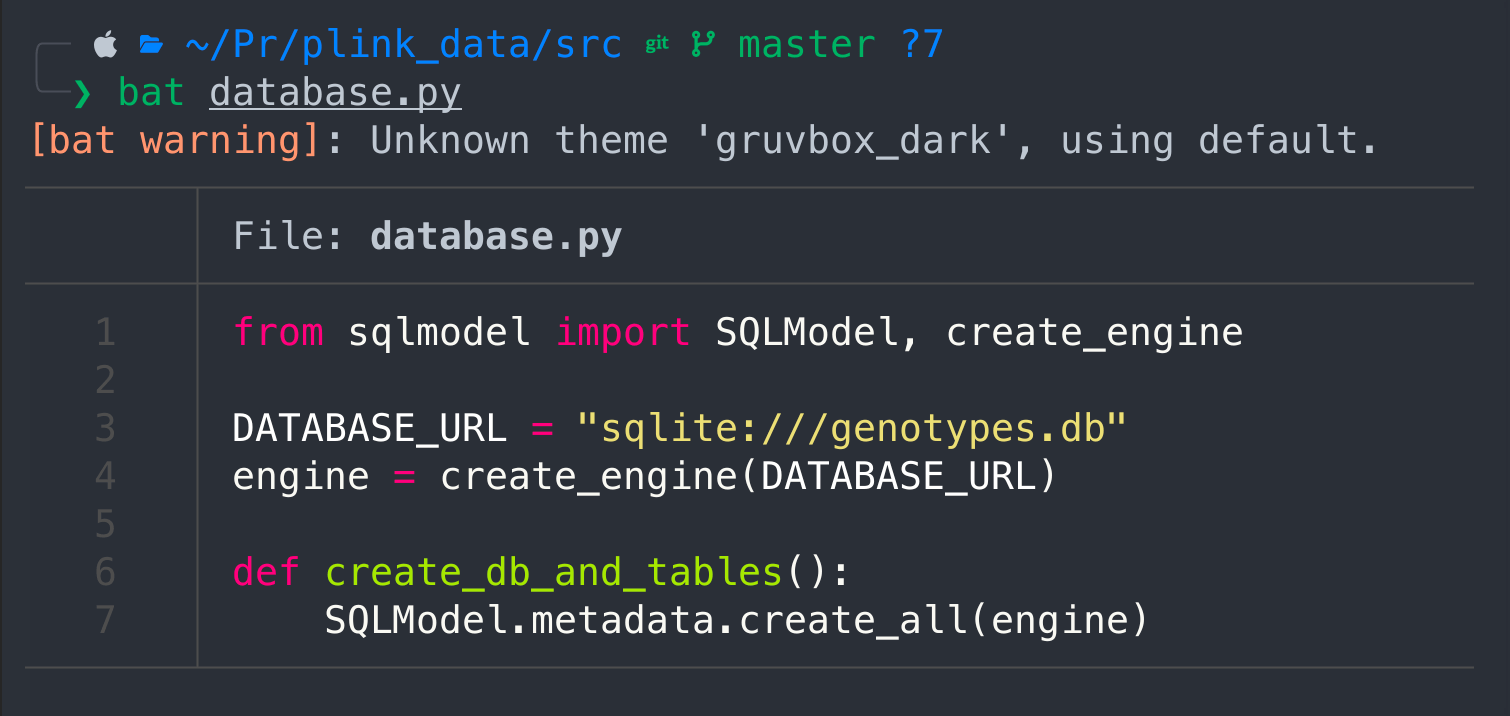 ~/Pr/plink_data/src git master ?7
❯ bat database.py
[bat warning]: Unknown theme 'gruvbox_dark', using default.
File: database.py
1 from sqlmodel import SQLModel, create_engine
2
3 DATABASE_URL = "sqlite:///genotypes.db"
4 engine = create_engine(DATABASE_URL)
5
6 def create_db_and_tables():
7     SQLModel.metadata.create_all(engine)